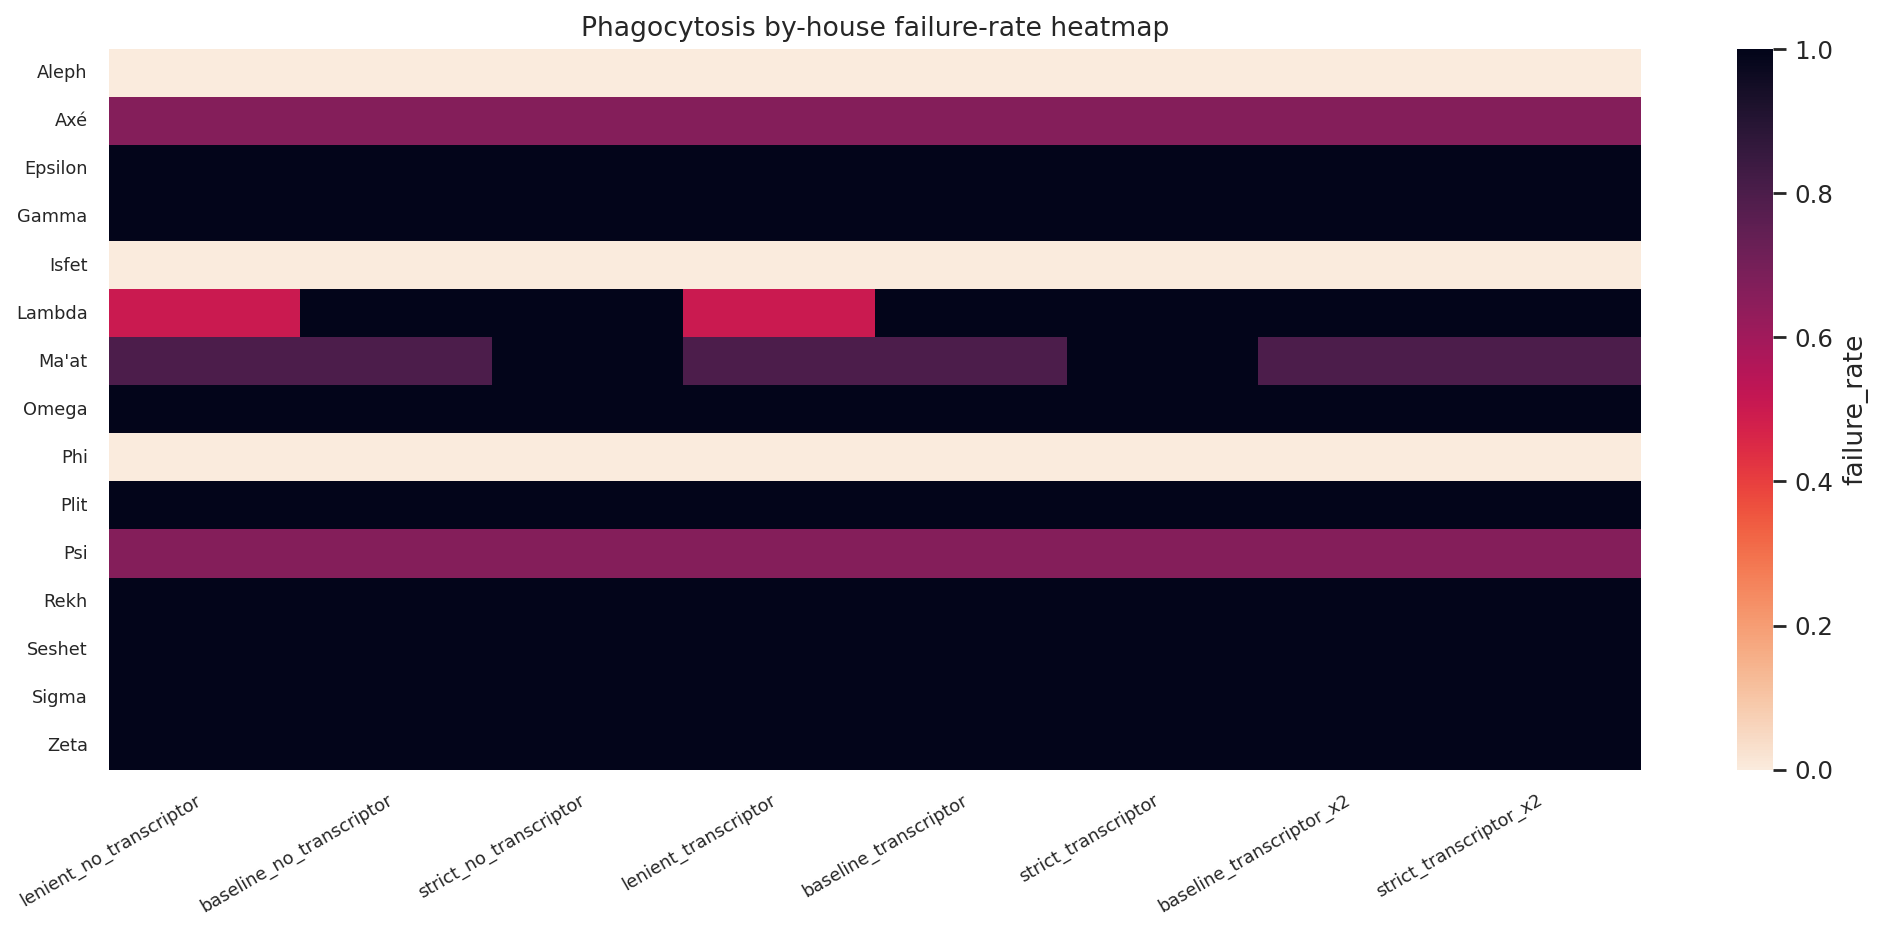 Phagocytosis by-house failure-rate heatmap
Aleph
Axé
Epsilon
Gamma
Isfet
Lambda
Ma'at
Omega
Phi
Plit
Psi
Rekh
Seshet
Sigma
Zeta
lenient_no_transcriptor
baseline_no_transcriptor
strict_no_transcriptor
lenient_transcriptor
baseline_transcriptor
strict_transcriptor
baseline_transcriptor_x2
strict_transcriptor_x2
1.0
0.8
0.6
0.4
0.2
0.0
failure_rate